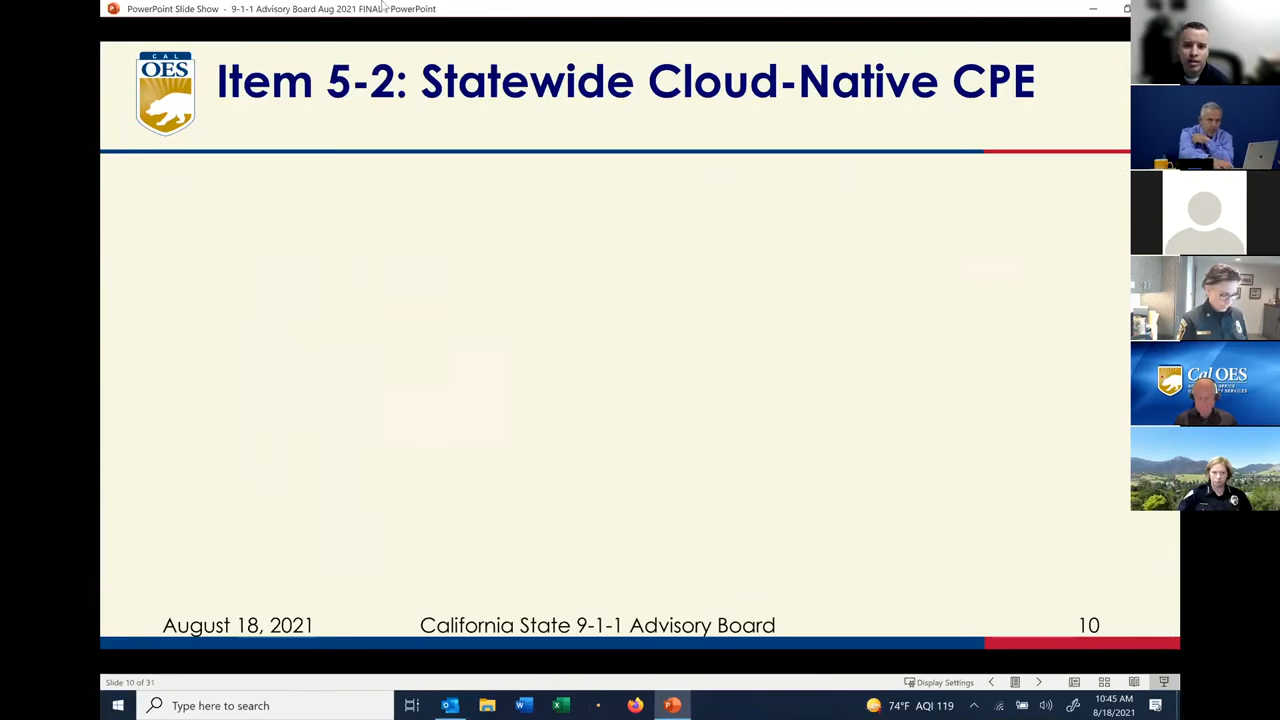 PowerPoint Slide Show - 9-1-1 Advisory Board Aug 2021 FINAL - PowerPoint
CAL
OES
Item 5-2: Statewide Cloud-Native CPE
Cal OES
August 18, 2021
California State 9-1-1 Advisory Board
10
Slide 10 of 31
Display Settings
Type here to search
74°F AQI 119
10:45 AM
8/18/2021